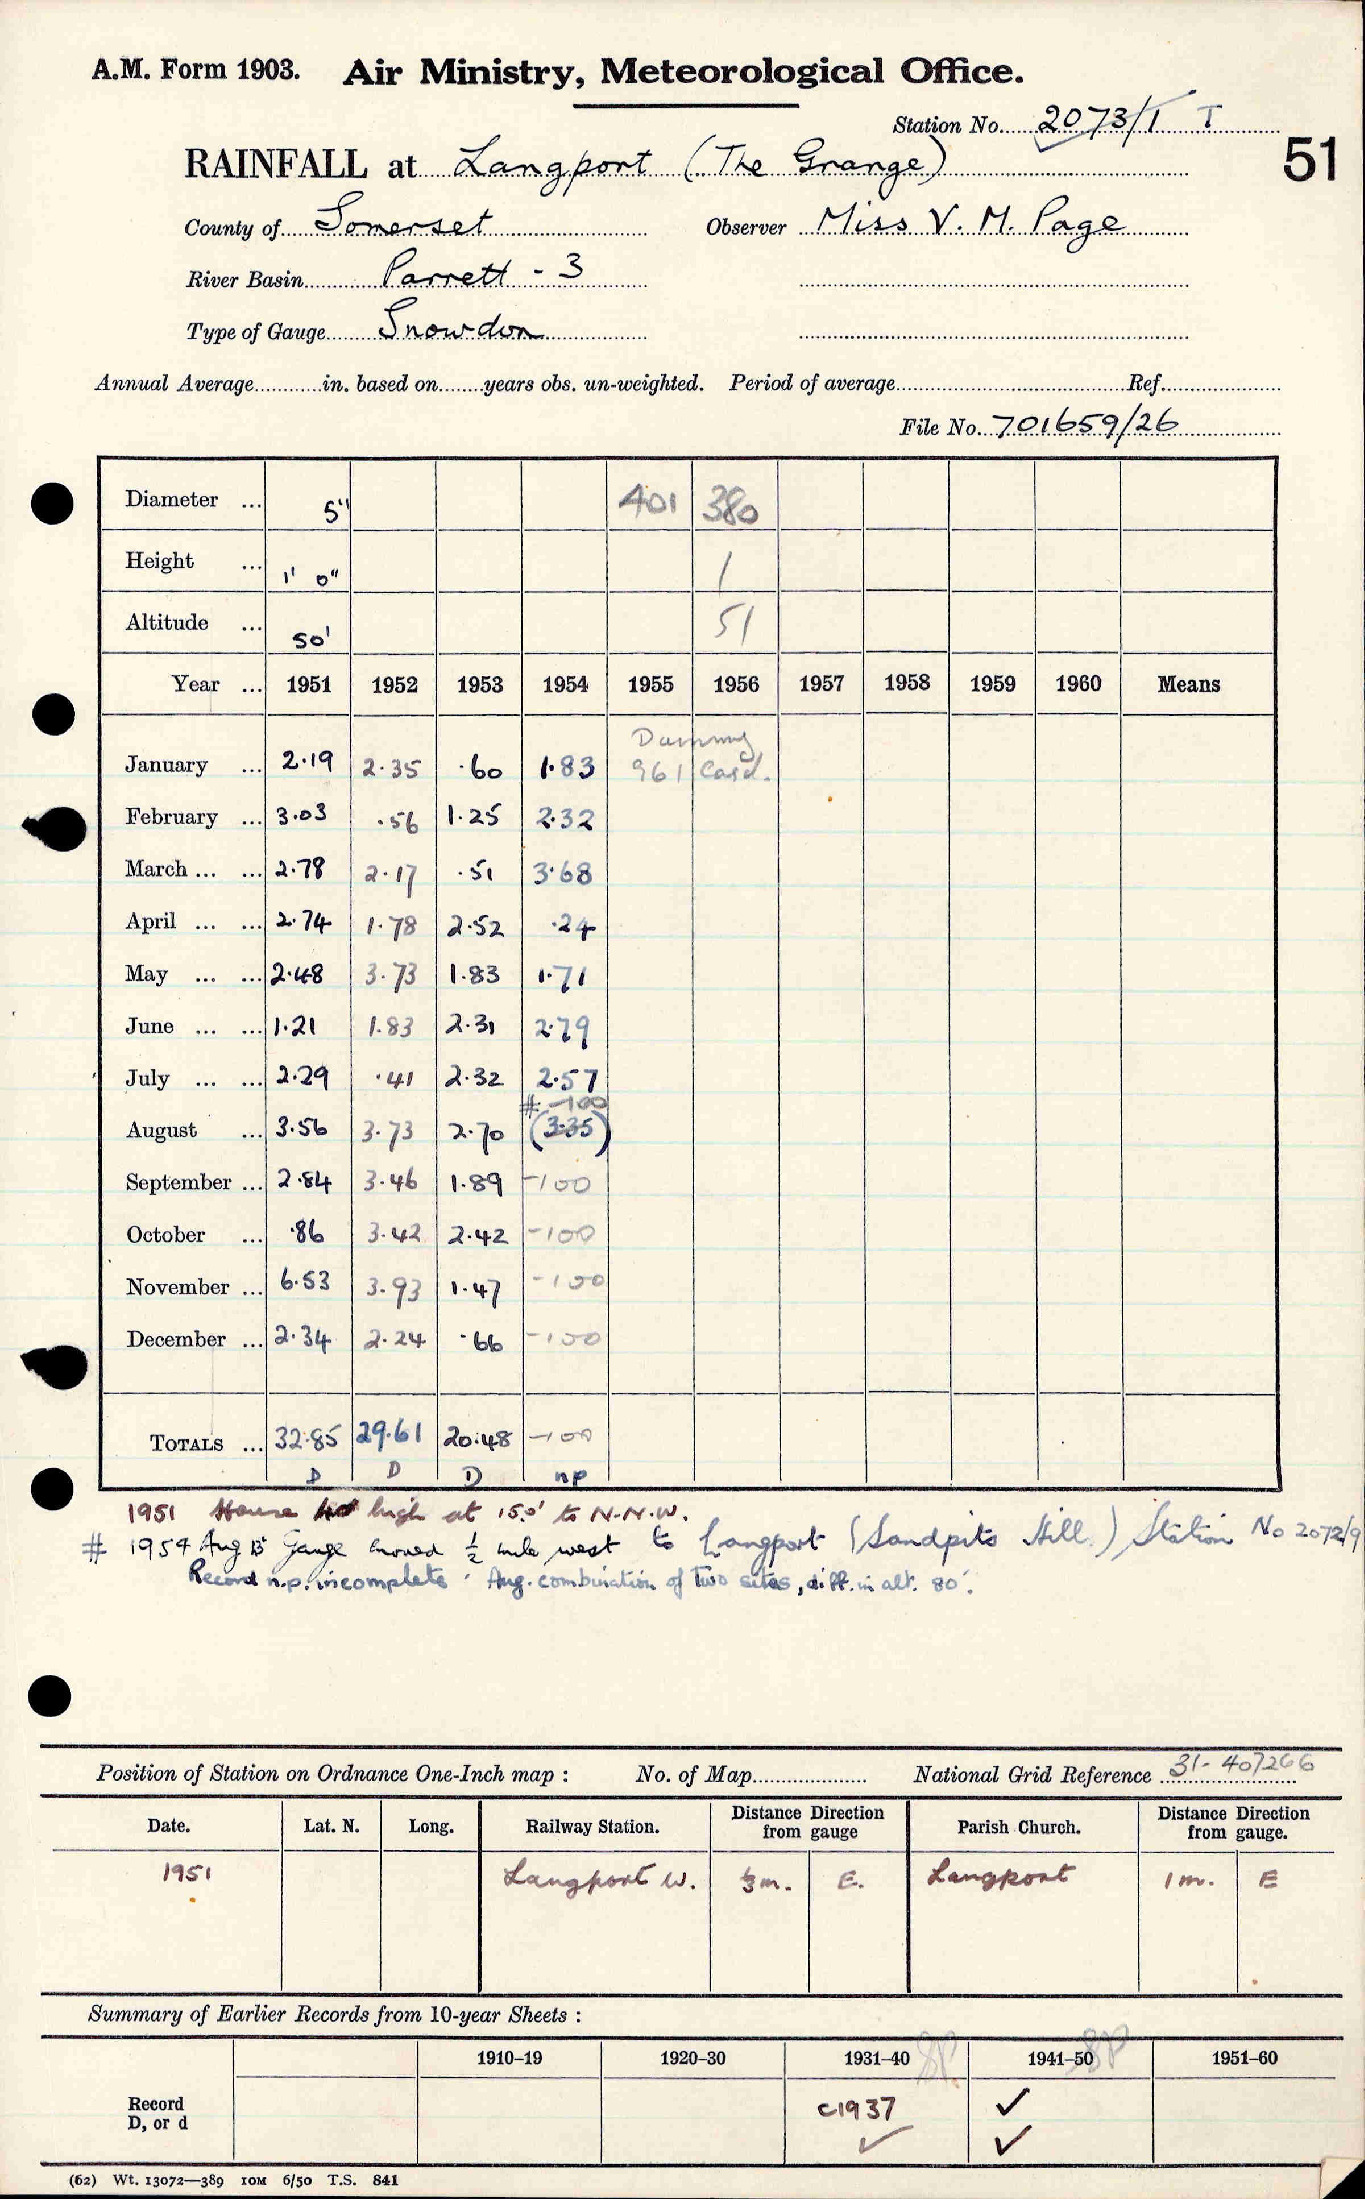 A.M. Form 1903. Air Ministry, Meteorological Office.
Station No. 2073/1 T
51
RAINFALL at Langport (The Grange)
County of Somerset Observer Miss V. M. Page
River Basin Parrett - 3
Type of Gauge Snowdon
Annual Average in. based on years obs. un-weighted. Period of average Ref.
File No. 701659/26
Diameter ... 5" 401 380
Height ... 1' 0" 1
Altitude ... 50' 51
Year ... 1951 1952 1953 1954 1955 1956 1957 1958 1959 1960 Means
Dummy
January ... 2.19 2.35 .60 1.83 961 Card.
February ... 3.03 .56 1.25 2.32
March ... ... 2.78 2.17 .51 3.68
April ... ... 2.74 1.78 2.52 .24
May ... ... 2.48 3.73 1.83 1.71
June ... ... 1.21 1.83 2.31 2.79
July ... ... 2.29 .41 2.32 2.57
# -100
August ... 3.56 3.73 2.70 (3.35)
September ... 2.84 3.46 1.89 -100
October ... .86 3.42 2.42 -100
November ... 6.53 3.93 1.47 -100
December ... 2.34 2.24 .66 -100
TOTALS ... 32.85 29.61 20.48 -100
D D D np
1951 House high at 150' to N-N.W.
# 1954 Aug 13 Gauge moved ½ mile west to Langport (Sandpits Hill.) Station No 2072/9
Record n.p. incomplete. Aug. combination of two sites, diff. in alt. 80'.
Position of Station on Ordnance One-Inch map : No. of Map National Grid Reference 31-407266
Date. Lat. N. Long. Railway Station. Distance Direction from gauge Parish Church. Distance Direction from gauge.
1951 Langport W. ⅓m. E. Langport 1m. E
Summary of Earlier Records from 10-year Sheets :
1910–19 1920–30 1931–40 1941–50 1951–60
Record
D, or d
c1937 ✓
✓ ✓
(62) Wt. 13072—389 10M 6/50 T.S. 841